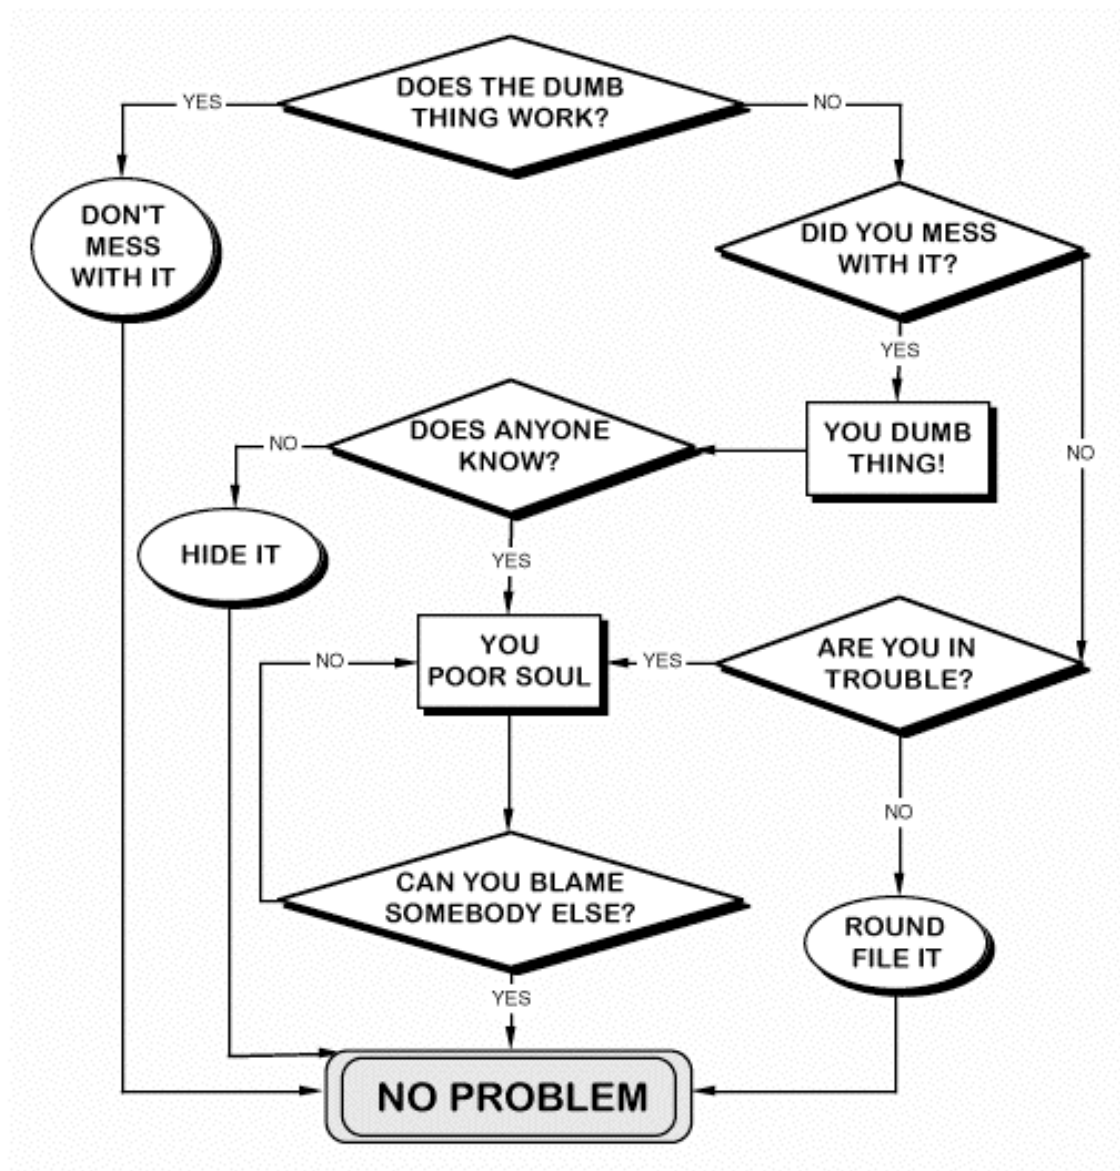 DOES THE DUMB
THING WORK?
YES
NO
DON'T
MESS
WITH IT
DID YOU MESS
WITH IT?
YES
NO
YOU DUMB
THING!
DOES ANYONE
KNOW?
NO
YES
HIDE IT
YOU
POOR SOUL
NO
YES
ARE YOU IN
TROUBLE?
NO
CAN YOU BLAME
SOMEBODY ELSE?
YES
ROUND
FILE IT
NO PROBLEM